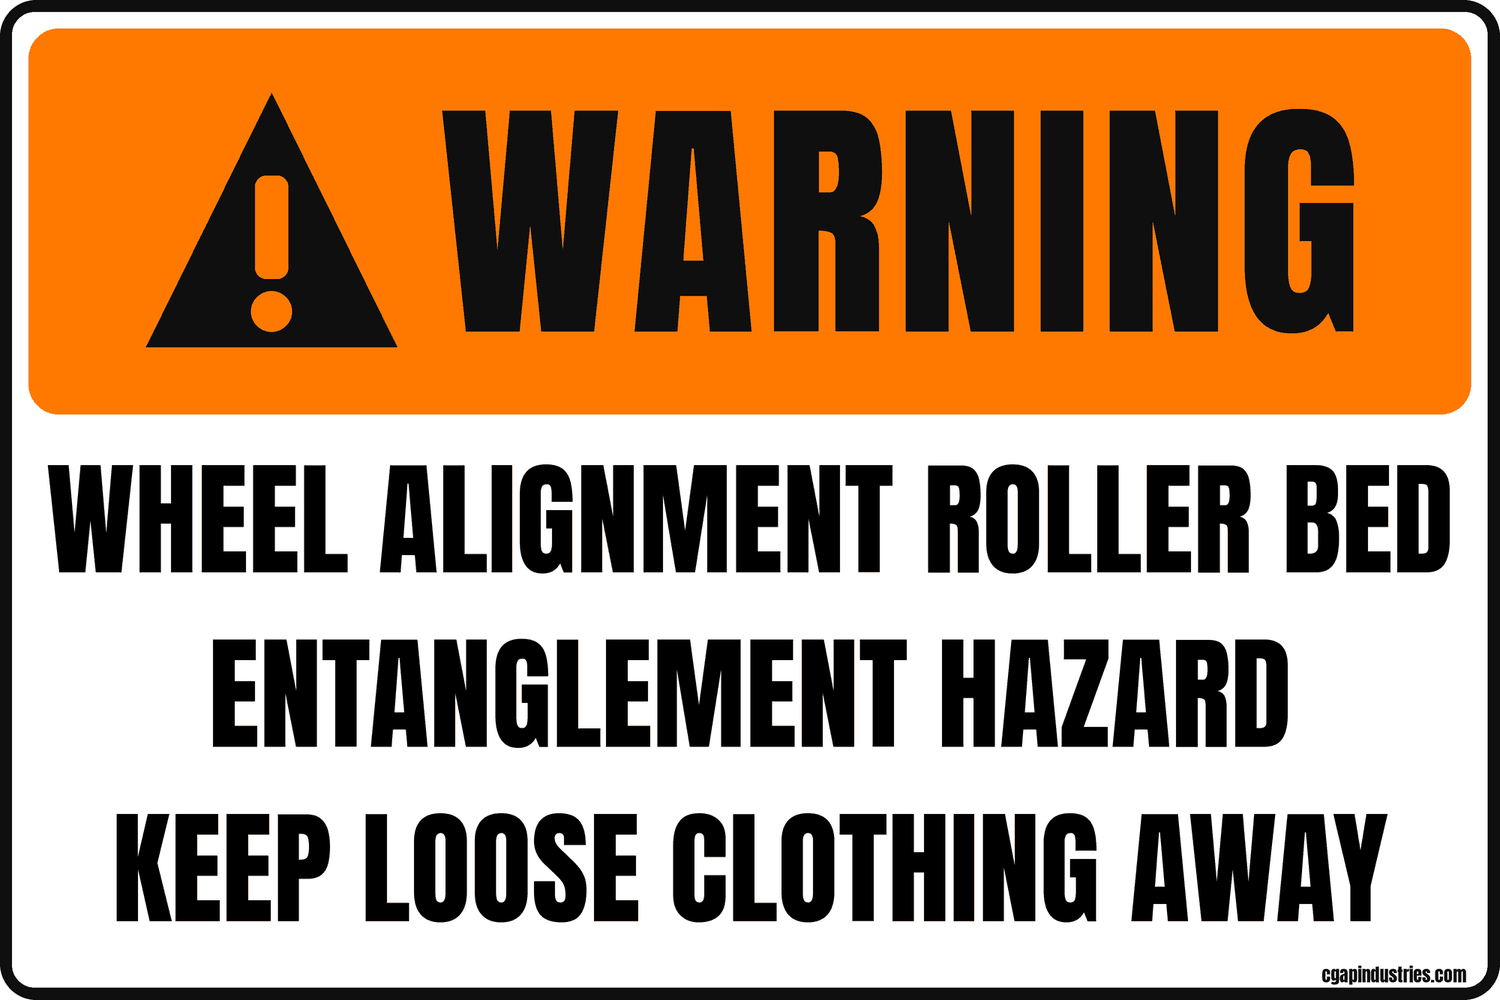 WARNING
WHEEL ALIGNMENT ROLLER BED
ENTANGLEMENT HAZARD
KEEP LOOSE CLOTHING AWAY
cgapindustries.com